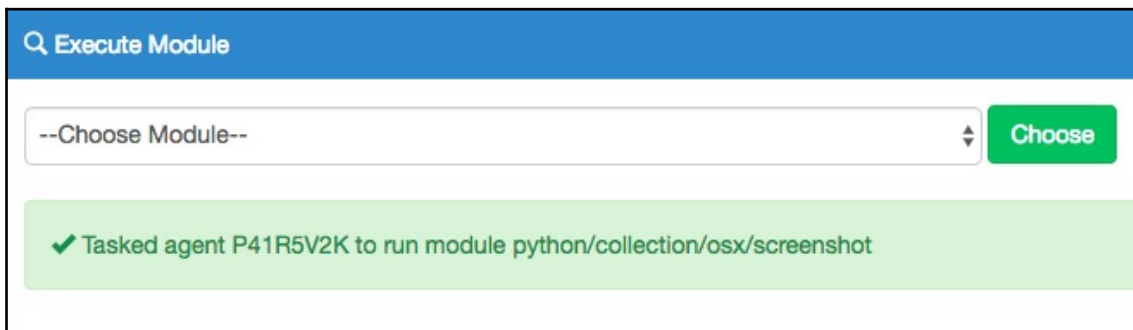 Execute Module
--Choose Module-- Choose
Tasked agent P41R5V2K to run module python/collection/osx/screenshot